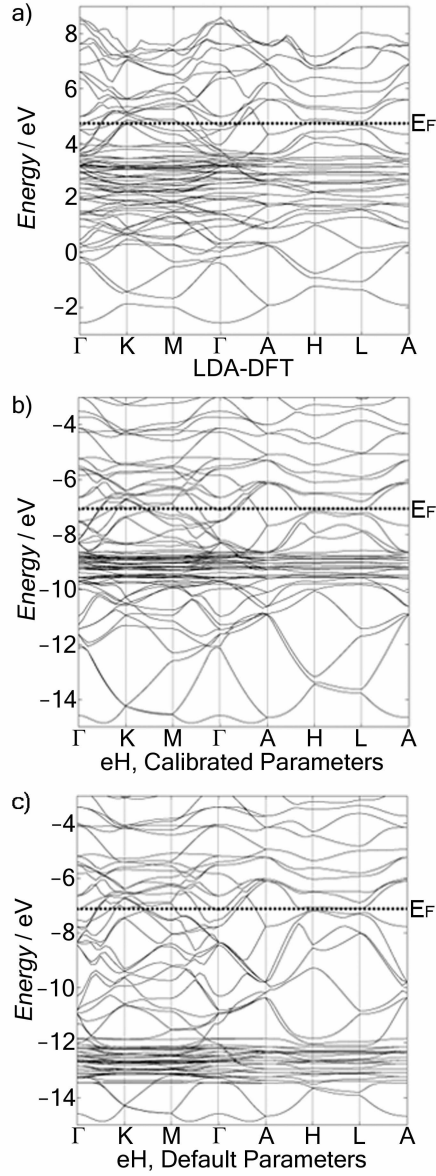 a)
8
6
4
2
0
−2
Energy / eV
EF
Γ K M Γ A H L A
LDA-DFT
b)
−4
−6
−8
−10
−12
−14
Energy / eV
EF
Γ K M Γ A H L A
eH, Calibrated Parameters
c)
−4
−6
−8
−10
−12
−14
Energy / eV
EF
Γ K M Γ A H L A
eH, Default Parameters